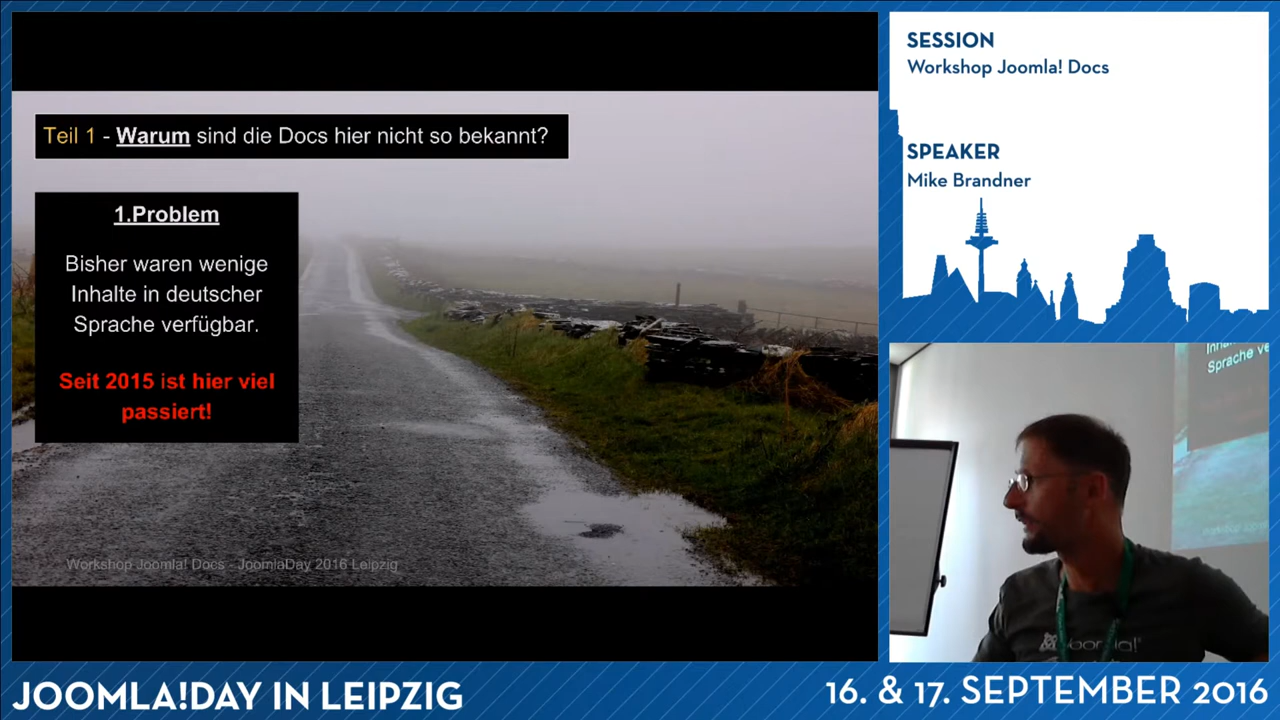 Teil 1 - Warum sind die Docs hier nicht so bekannt?
1.Problem
Bisher waren wenige
Inhalte in deutscher
Sprache verfügbar.
Seit 2015 ist hier viel
passiert!
Workshop Joomla! Docs - JoomlaDay 2016 Leipzig
SESSION
Workshop Joomla! Docs
SPEAKER
Mike Brandner
Sprache ve
JOOMLA!DAY IN LEIPZIG
16. & 17. SEPTEMBER 2016